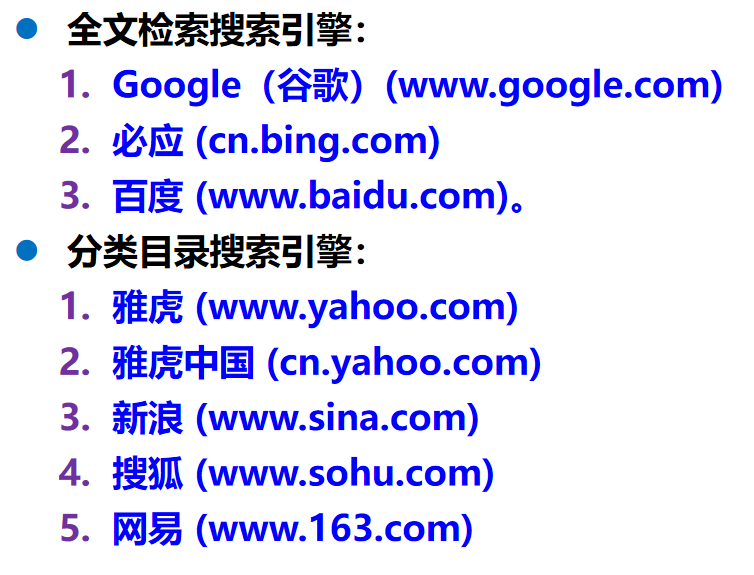 ● 全文检索搜索引擎：
1. Google（谷歌）(www.google.com)
2. 必应 (cn.bing.com)
3. 百度 (www.baidu.com)。
● 分类目录搜索引擎：
1. 雅虎 (www.yahoo.com)
2. 雅虎中国 (cn.yahoo.com)
3. 新浪 (www.sina.com)
4. 搜狐 (www.sohu.com)
5. 网易 (www.163.com)